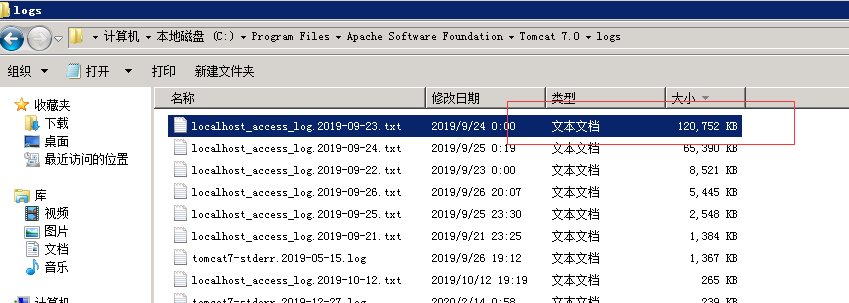 logs
计算机 本地磁盘 (C:) Program Files Apache Software Foundation Tomcat 7.0 logs
组织 打开 打印 新建文件夹
收藏夹
下载
桌面
最近访问的位置
库
视频
图片
文档
音乐
计算机
名称 修改日期 类型 大小
localhost_access_log.2019-09-23.txt 2019/9/24 0:00 文本文档 120,752 KB
localhost_access_log.2019-09-24.txt 2019/9/25 0:19 文本文档 65,390 KB
localhost_access_log.2019-09-22.txt 2019/9/23 0:00 文本文档 8,521 KB
localhost_access_log.2019-09-26.txt 2019/9/26 20:07 文本文档 5,445 KB
localhost_access_log.2019-09-25.txt 2019/9/25 23:30 文本文档 2,548 KB
localhost_access_log.2019-09-21.txt 2019/9/21 23:25 文本文档 1,384 KB
tomcat7-stderr.2019-05-15.log 2019/9/26 19:12 文本文档 1,367 KB
localhost_access_log.2019-10-12.txt 2019/10/12 19:19 文本文档 265 KB
tomcat7-stderr.2019-12-27.log 2020/2/14 0:58 文本文档 239 KB